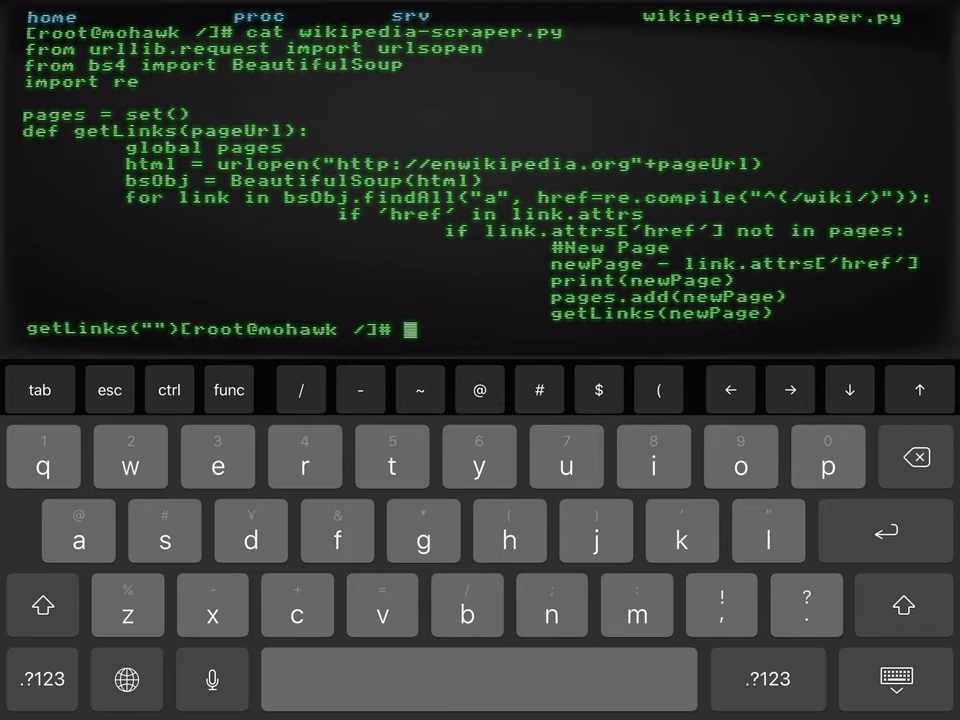 home proc srv wikipedia-scraper.py
[root@mohawk /]# cat wikipedia-scraper.py
from urllib.request import urlsopen
from bs4 import BeautifulSoup
import re
pages = set()
def getLinks(pageUrl):
global pages
html = urlopen("http://enwikipedia.org"+pageUrl)
bsObj = BeautifulSoup(html)
for link in bsObj.findAll("a", href=re.compile("^(/wiki/)")):
if 'href' in link.attrs
if link.attrs['href'] not in pages:
#New Page
newPage - link.attrs['href']
print(newPage)
pages.add(newPage)
getLinks(newPage)
getLinks("")[root@mohawk /]#
tab esc ctrl func / - ~ @ # $ ( ← → ↓ ↑
1 2 3 4 5 6 7 8 9 0
q w e r t y u i o p
@ # ¥ & * ( ) ' "
a s d f g h j k l
% - + = / ; : ! ?
z x c v b n m , .
.?123 .?123